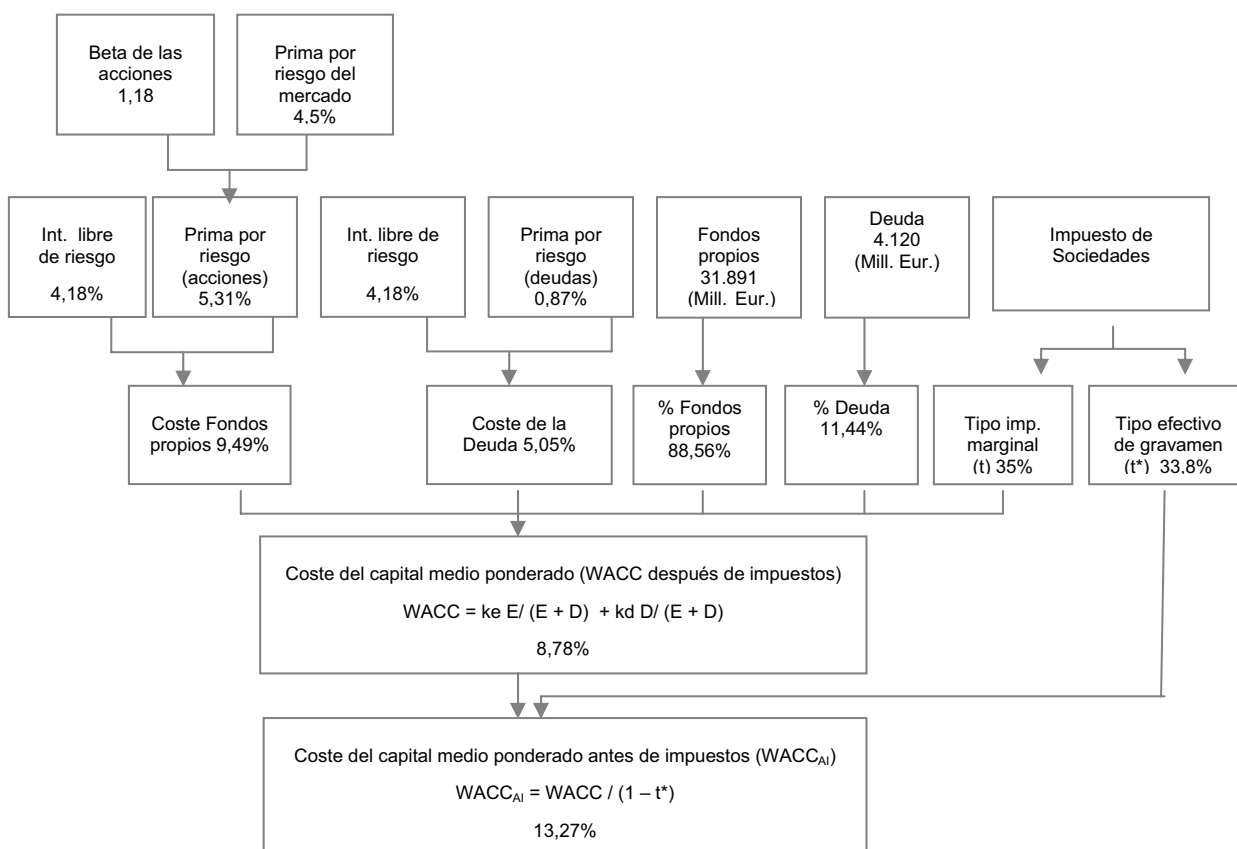 Beta de las
acciones
1,18
Prima por
riesgo del
mercado
4,5%
Int. libre
de riesgo
4,18%
Prima por
riesgo
(acciones)
5,31%
Int. libre de
riesgo
4,18%
Prima por
riesgo
(deudas)
0,87%
Fondos
propios
31.891
(Mill. Eur.)
Deuda
4.120
(Mill. Eur.)
Impuesto de
Sociedades
Coste Fondos
propios 9,49%
Coste de la
Deuda 5,05%
% Fondos
propios
88,56%
% Deuda
11,44%
Tipo imp.
marginal
(t) 35%
Tipo efectivo
de gravamen
(t*) 33,8%
Coste del capital medio ponderado (WACC después de impuestos)
WACC = ke E/ (E + D) + kd D/ (E + D)
8,78%
Coste del capital medio ponderado antes de impuestos (WACCAI)
WACCAI = WACC / (1 – t*)
13,27%